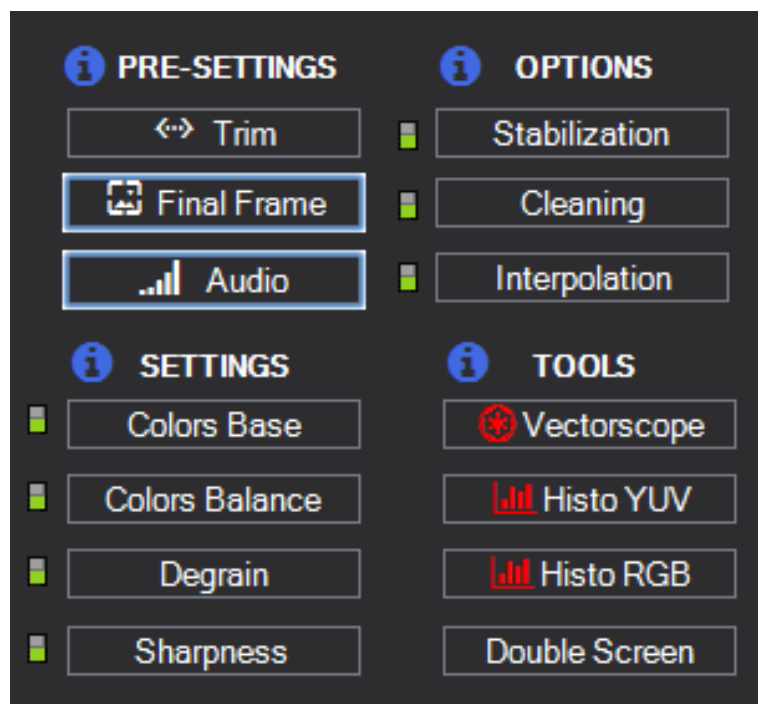 PRE-SETTINGS
Trim
Final Frame
Audio
OPTIONS
Stabilization
Cleaning
Interpolation
SETTINGS
Colors Base
Colors Balance
Degrain
Sharpness
TOOLS
Vectorscope
Histo YUV
Histo RGB
Double Screen